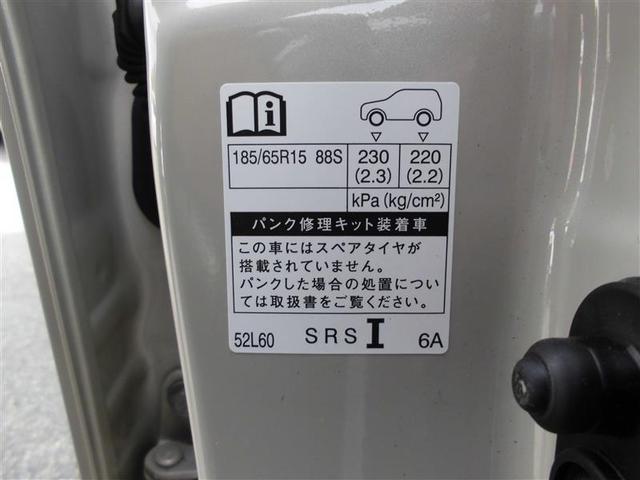 i
185/65R15 88S 230 220
(2.3) (2.2)
kPa(kg/cm²)
パンク修理キット装着車
この車にはスペアタイヤが
搭載されていません。
パンクした場合の処置につい
ては取扱書をご覧ください。
52L60 SRS I 6A